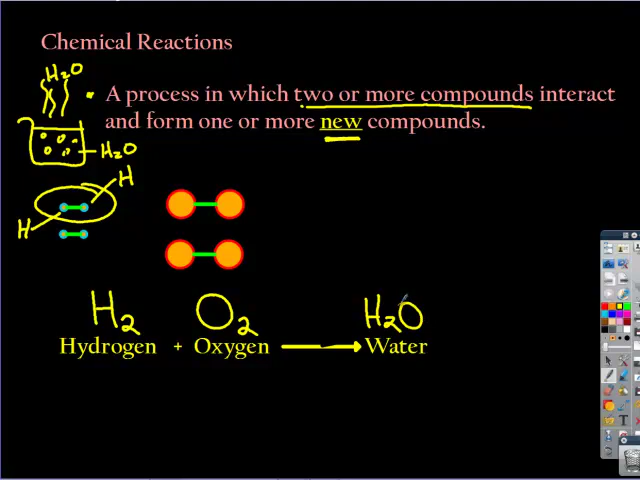 Chemical Reactions
H₂O
A process in which two or more compounds interact
and form one or more new compounds.
H₂O
H
H
H₂ O₂ H₂O
Hydrogen + Oxygen → Water